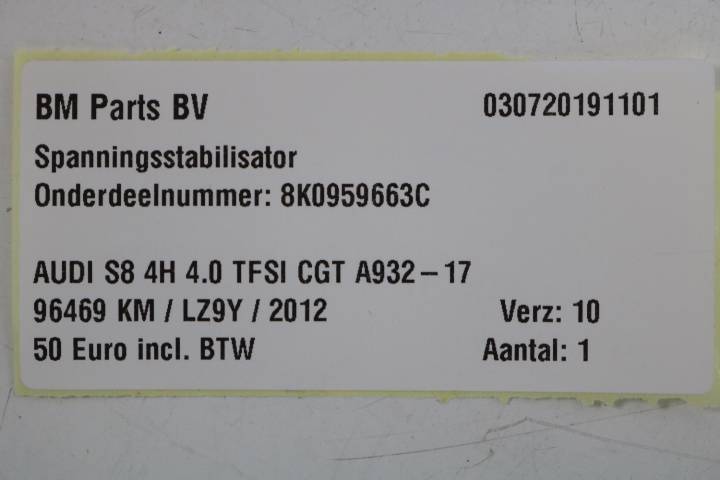 BM Parts BV 030720191101
Spanningsstabilisator
Onderdeelnummer: 8K0959663C
AUDI S8 4H 4.0 TFSI CGT A932-17
96469 KM / LZ9Y / 2012 Verz: 10
50 Euro incl. BTW Aantal: 1